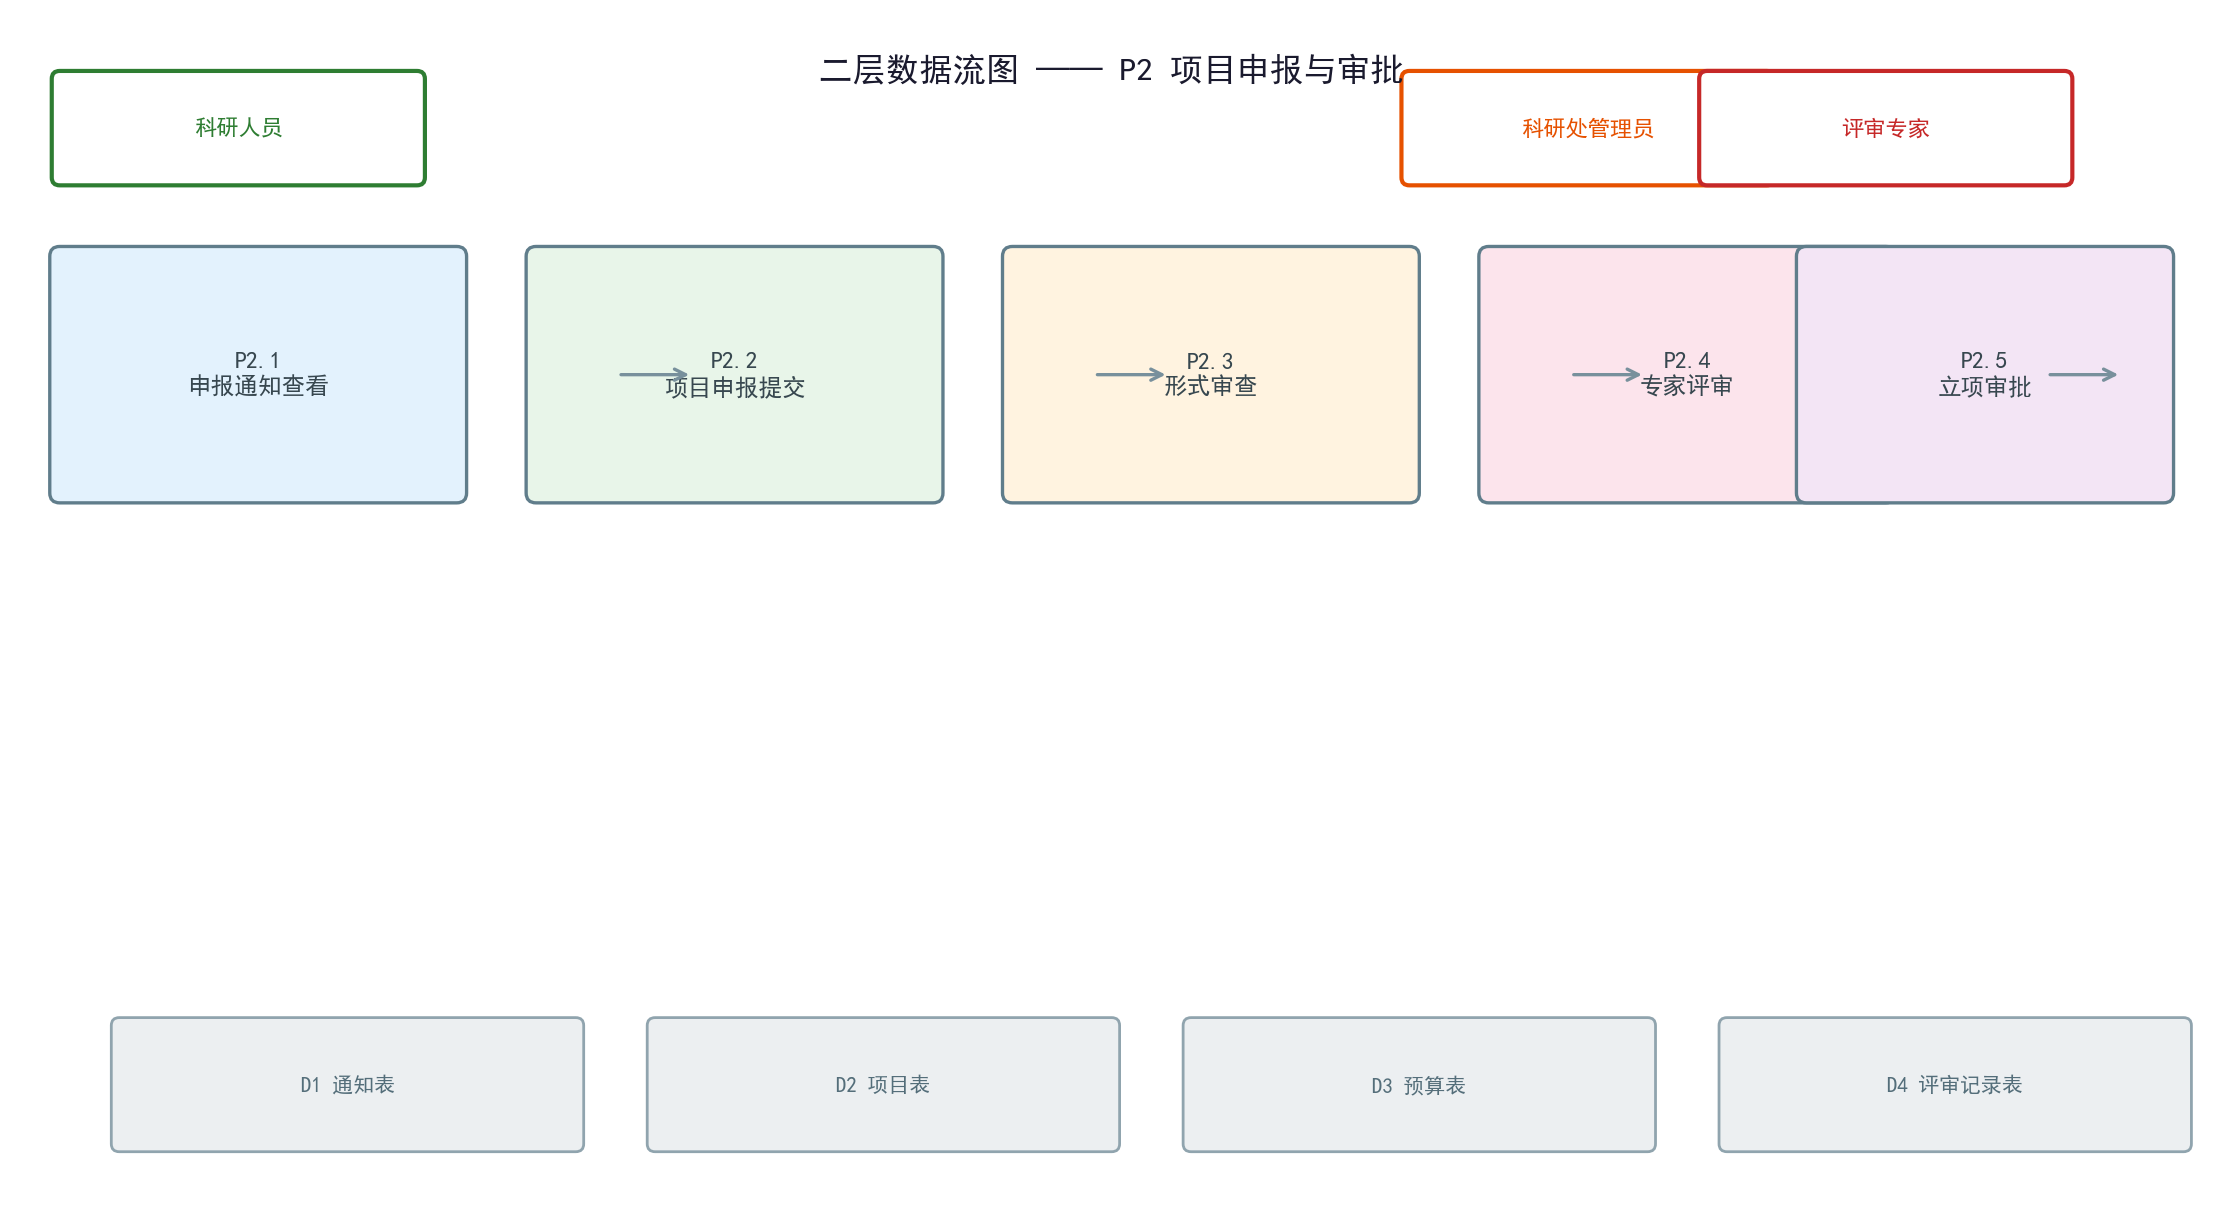 二层数据流图 —— P2 项目申报与审批
科研人员
科研处管理员
评审专家
P2.1
申报通知查看
P2.2
项目申报提交
P2.3
形式审查
P2.4
专家评审
P2.5
立项审批
D1 通知表
D2 项目表
D3 预算表
D4 评审记录表